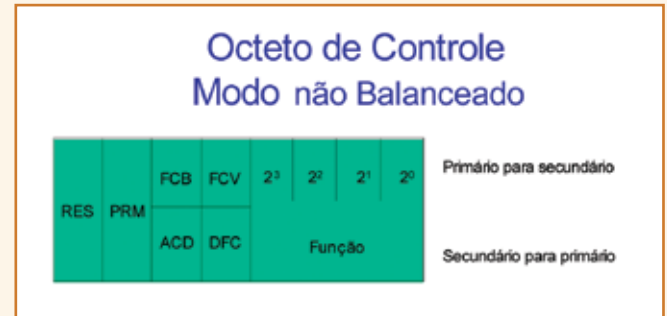 Octeto de Controle
Modo não Balanceado
FCB FCV 2³ 2² 2¹ 2⁰ Primário para secundário
RES PRM
ACD DFC Função Secundário para primário